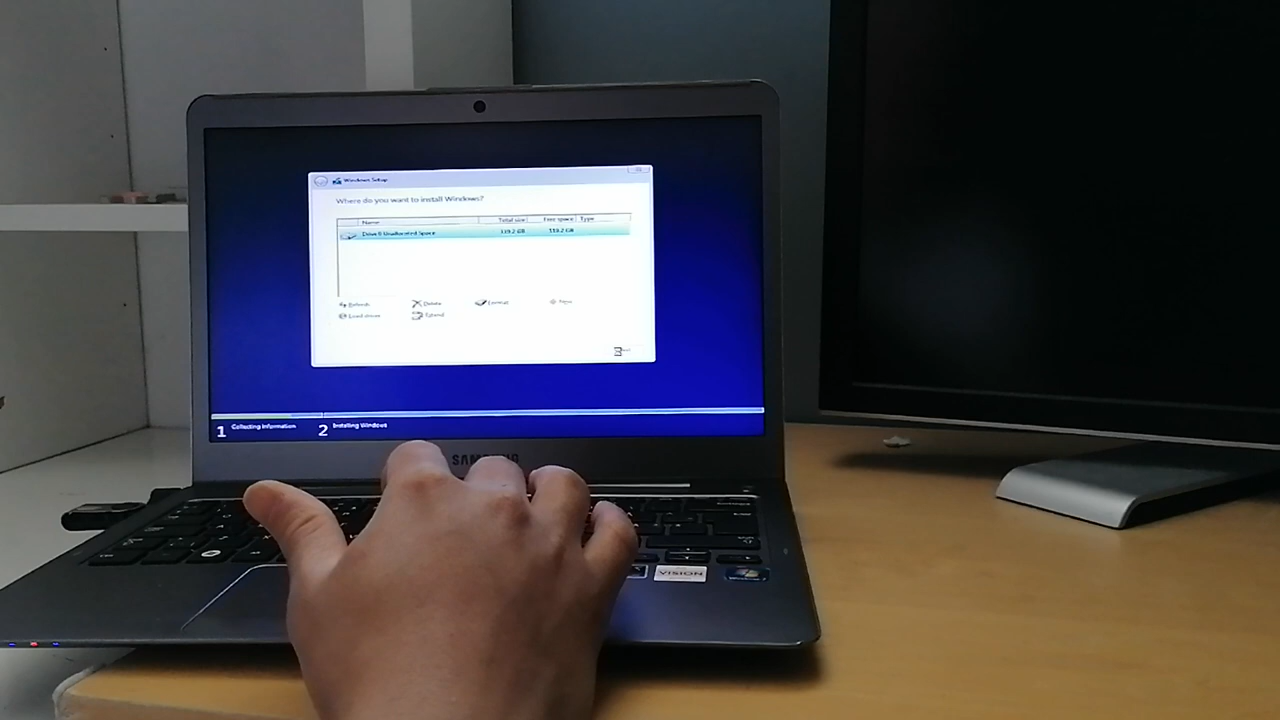 Windows Setup
Where do you want to install Windows?
Name Total size Free space Type
Drive 0 Unallocated Space 119.2 GB 119.2 GB
Refresh Delete Format New
Load driver Extend
1 Collecting information 2 Installing Windows
SAMSUNG
VISION